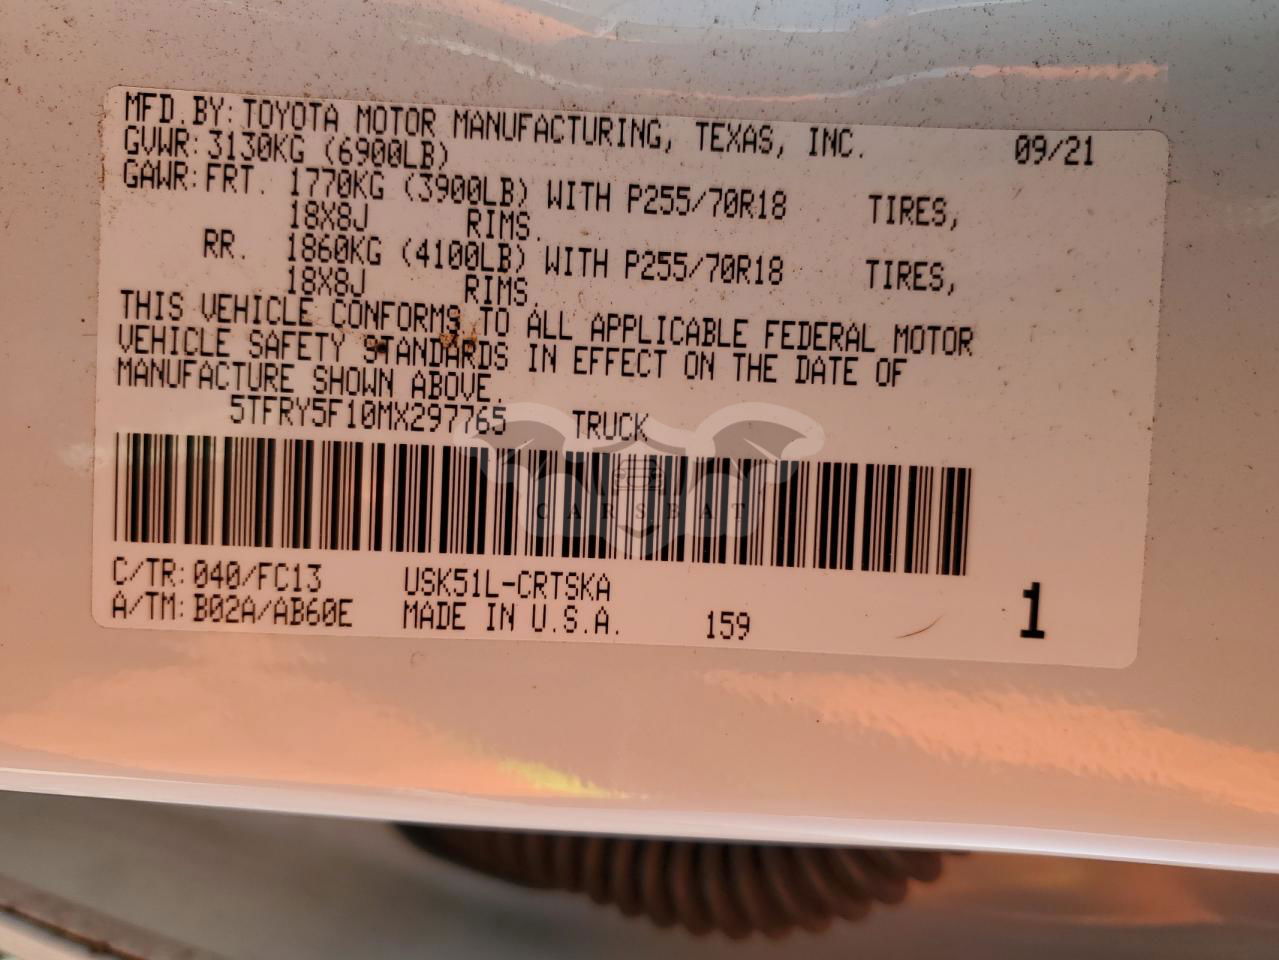 MFD.BY:TOYOTA MOTOR MANUFACTURING, TEXAS, INC. 09/21
GVWR:3130KG (6900LB)
GAWR:FRT. 1770KG (3900LB) WITH P255/70R18 TIRES,
18X8J RIMS.
RR. 1860KG (4100LB) WITH P255/70R18 TIRES,
18X8J RIMS,
THIS VEHICLE CONFORMS TO ALL APPLICABLE FEDERAL MOTOR
VEHICLE SAFETY STANDARDS IN EFFECT ON THE DATE OF
MANUFACTURE SHOWN ABOVE.
5TFRY5F10MX297765 TRUCK
CARSBAT
C/TR:040/FC13 USK51L-CRTSKA
A/TM:B02A/AB60E MADE IN U.S.A. 159 1